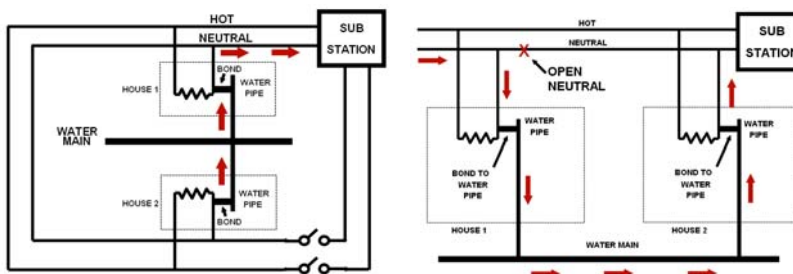 HOT
NEUTRAL
SUB
STATION
BOND
HOUSE 1
WATER
PIPE
WATER
MAIN
WATER
PIPE
HOUSE 2
BOND
HOT
NEUTRAL
SUB
STATION
OPEN
NEUTRAL
WATER
PIPE
BOND TO
WATER
PIPE
HOUSE 1
WATER
PIPE
BOND TO
WATER
PIPE
HOUSE 2
WATER MAIN